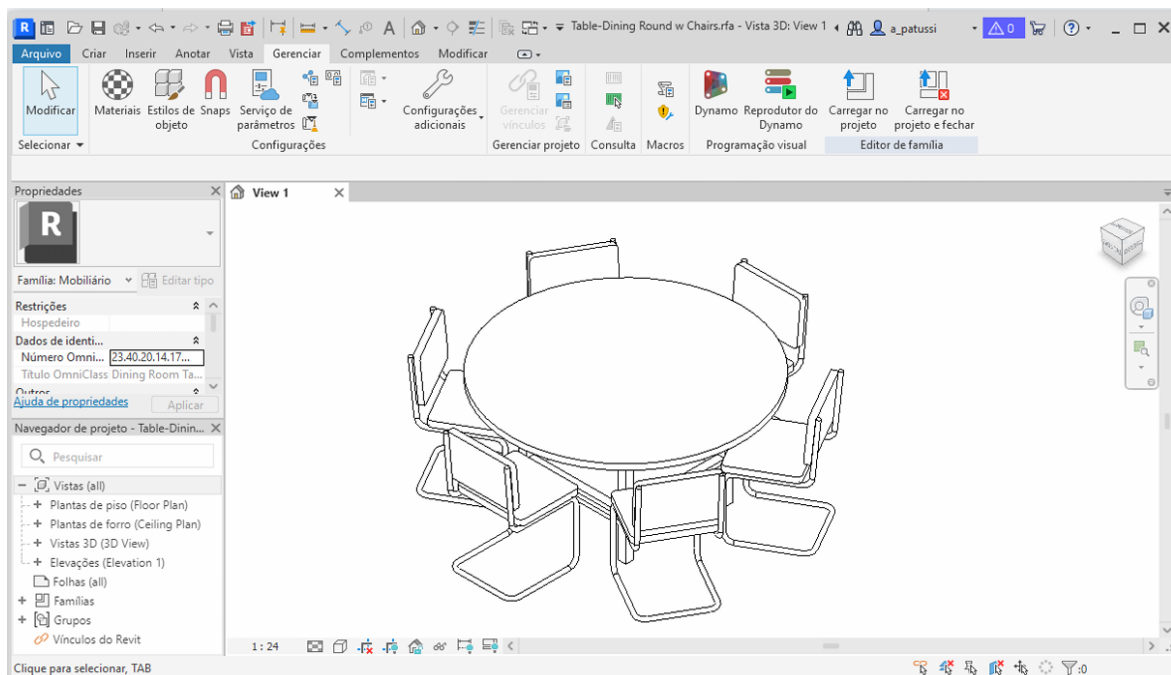 Table-Dining Round w Chairs.rfa - Vista 3D: View 1
a_patussi
0
Arquivo Criar Inserir Anotar Vista Gerenciar Complementos Modificar
Modificar
Materiais
Estilos de objeto
Snaps
Serviço de parâmetros
Configurações adicionais
Gerenciar vínculos
Dynamo
Reprodutor do Dynamo
Carregar no projeto
Carregar no projeto e fechar
Selecionar
Configurações
Gerenciar projeto
Consulta
Macros
Programação visual
Editor de família
Propriedades
View 1
R
Família: Mobiliário
Editar tipo
Restrições
Hospedeiro
Dados de identi...
Número Omni... 23.40.20.14.17...
Título OmniClass Dining Room Ta...
Outros
Ajuda de propriedades
Aplicar
Navegador de projeto - Table-Dinin...
Pesquisar
Vistas (all)
Plantas de piso (Floor Plan)
Plantas de forro (Ceiling Plan)
Vistas 3D (3D View)
Elevações (Elevation 1)
Folhas (all)
Famílias
Grupos
Vínculos do Revit
1 : 24
Clique para selecionar, TAB
:0